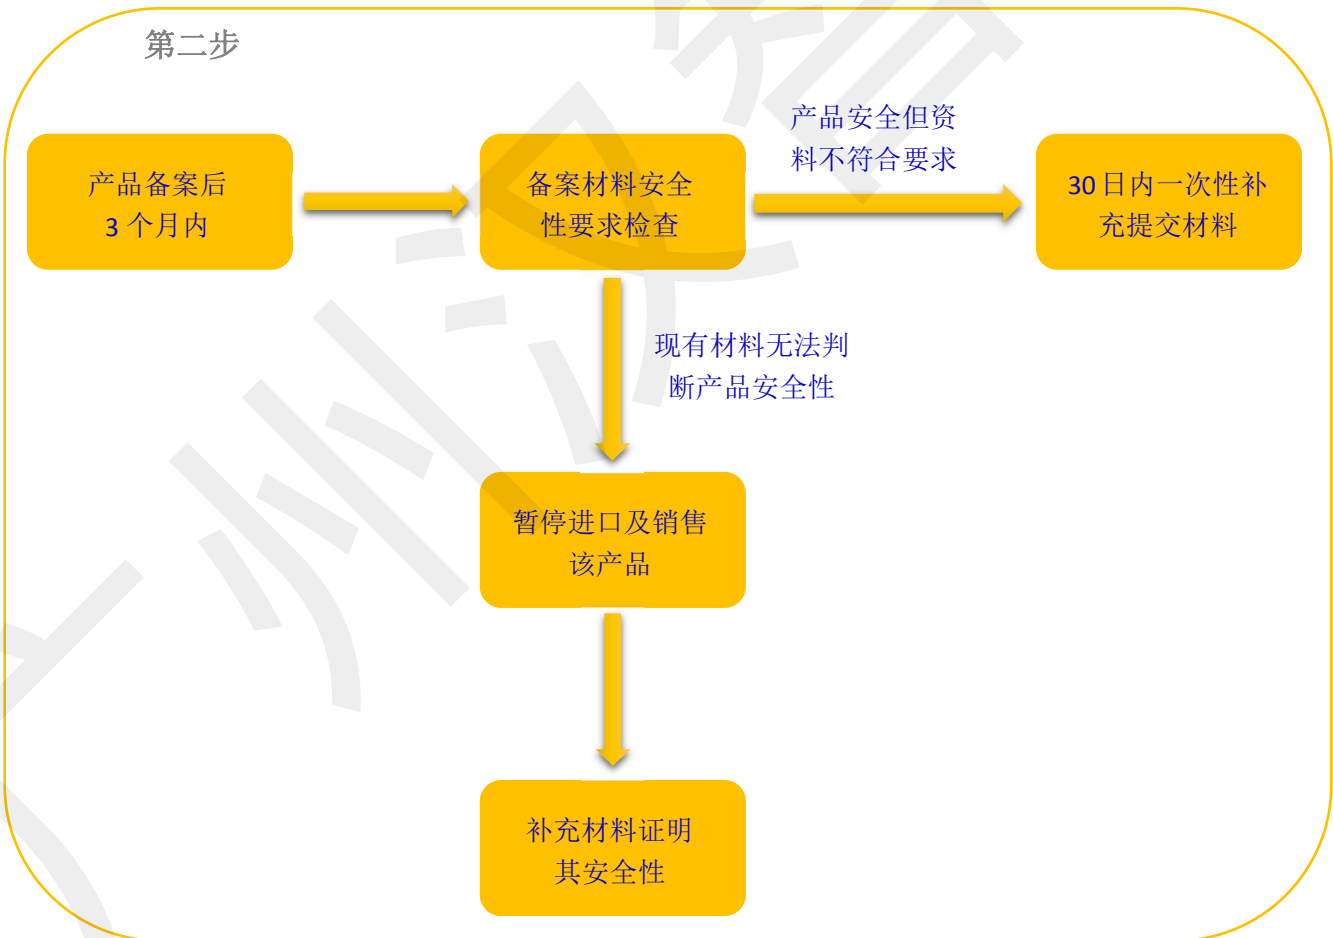 第二步
产品备案后
3 个月内
备案材料安全
性要求检查
产品安全但资
料不符合要求
30 日内一次性补
充提交材料
现有材料无法判
断产品安全性
暂停进口及销售
该产品
补充材料证明
其安全性
广州汉